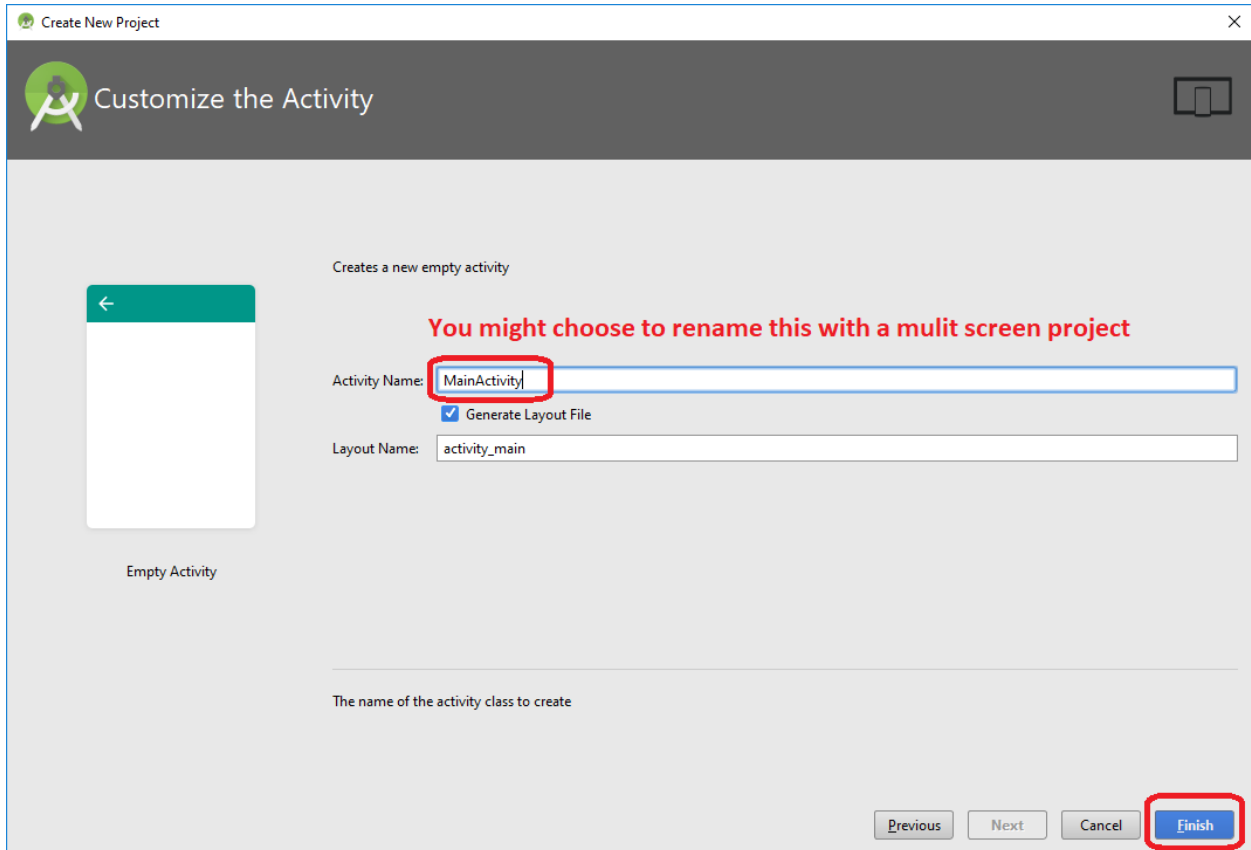 Create New Project
Customize the Activity
Creates a new empty activity
You might choose to rename this with a mulit screen project
Activity Name: MainActivity
Generate Layout File
Layout Name: activity_main
Empty Activity
The name of the activity class to create
Previous Next Cancel Finish